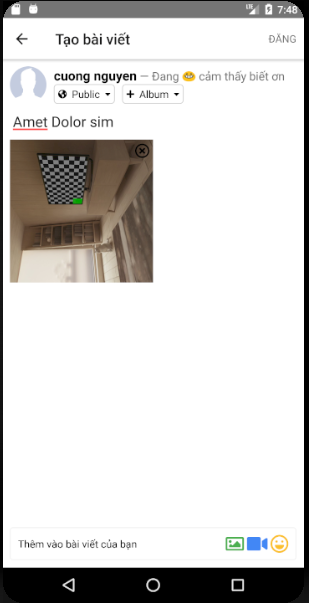 7:48
Tạo bài viết
ĐĂNG
cuong nguyen — Đang 😊 cảm thấy biết ơn
Public
+ Album
Amet Dolor sim
Thêm vào bài viết của bạn